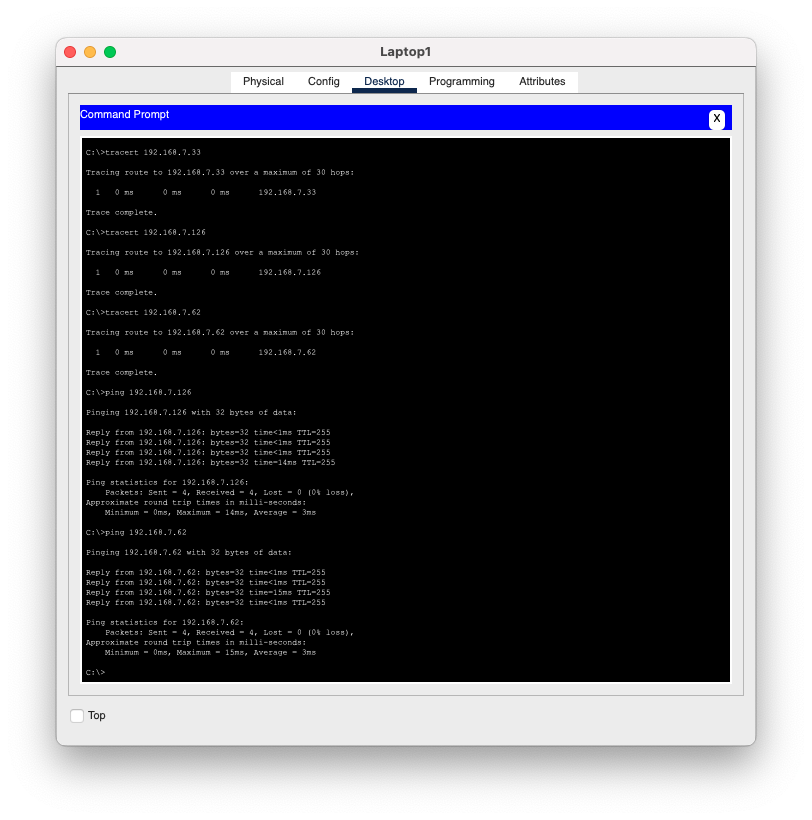 Laptop1
Physical Config Desktop Programming Attributes
Command Prompt
X
C:\>tracert 192.168.7.33
Tracing route to 192.168.7.33 over a maximum of 30 hops:
1 0 ms 0 ms 0 ms 192.168.7.33
Trace complete.
C:\>tracert 192.168.7.126
Tracing route to 192.168.7.126 over a maximum of 30 hops:
1 0 ms 0 ms 0 ms 192.168.7.126
Trace complete.
C:\>tracert 192.168.7.62
Tracing route to 192.168.7.62 over a maximum of 30 hops:
1 0 ms 0 ms 0 ms 192.168.7.62
Trace complete.
C:\>ping 192.168.7.126
Pinging 192.168.7.126 with 32 bytes of data:
Reply from 192.168.7.126: bytes=32 time<1ms TTL=255
Reply from 192.168.7.126: bytes=32 time<1ms TTL=255
Reply from 192.168.7.126: bytes=32 time<1ms TTL=255
Reply from 192.168.7.126: bytes=32 time=14ms TTL=255
Ping statistics for 192.168.7.126:
Packets: Sent = 4, Received = 4, Lost = 0 (0% loss),
Approximate round trip times in milli-seconds:
Minimum = 0ms, Maximum = 14ms, Average = 3ms
C:\>ping 192.168.7.62
Pinging 192.168.7.62 with 32 bytes of data:
Reply from 192.168.7.62: bytes=32 time<1ms TTL=255
Reply from 192.168.7.62: bytes=32 time<1ms TTL=255
Reply from 192.168.7.62: bytes=32 time=15ms TTL=255
Reply from 192.168.7.62: bytes=32 time<1ms TTL=255
Ping statistics for 192.168.7.62:
Packets: Sent = 4, Received = 4, Lost = 0 (0% loss),
Approximate round trip times in milli-seconds:
Minimum = 0ms, Maximum = 15ms, Average = 3ms
C:\>
Top